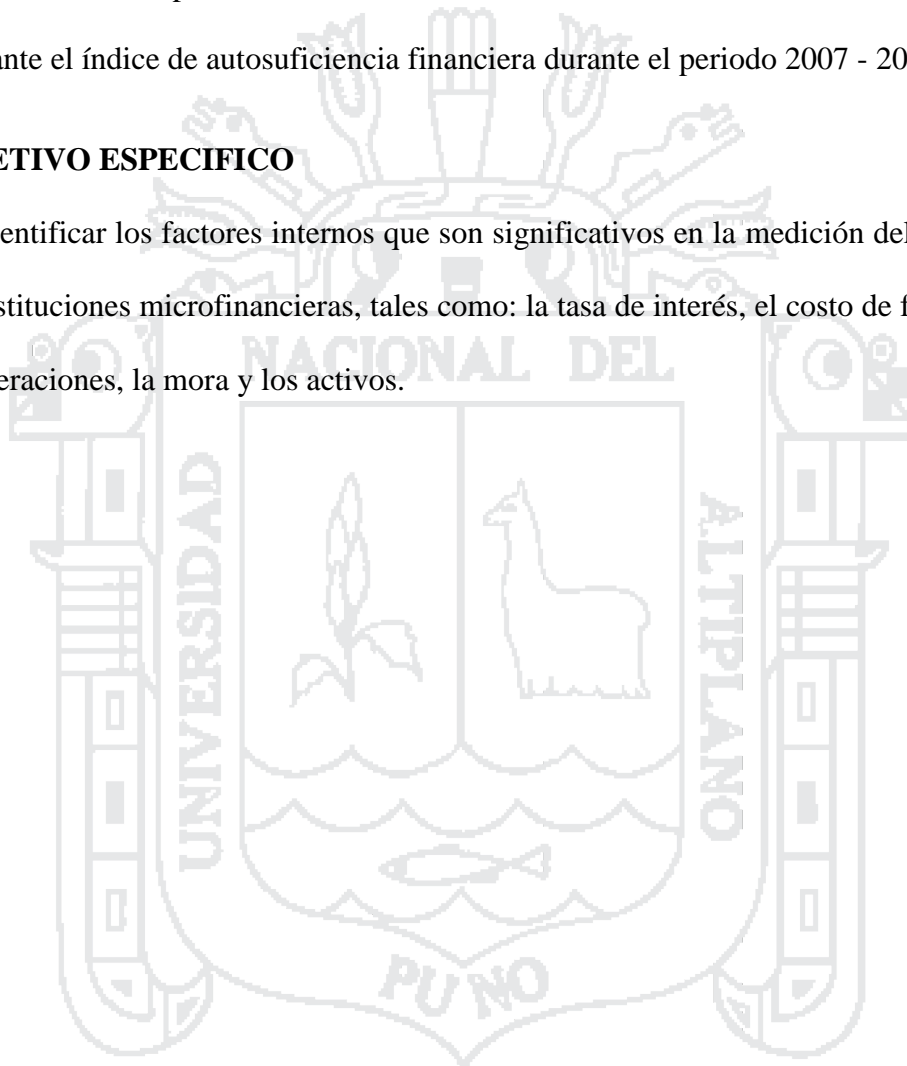 ante el índice de autosuficiencia financiera durante el periodo 2007 - 20
ETIVO ESPECIFICO
entificar los factores internos que son significativos en la medición del
stituciones microfinancieras, tales como: la tasa de interés, el costo de f
eraciones, la mora y los activos.
NACIONAL DEL
UNIVERSIDAD
ALTIPLANO
PUNO